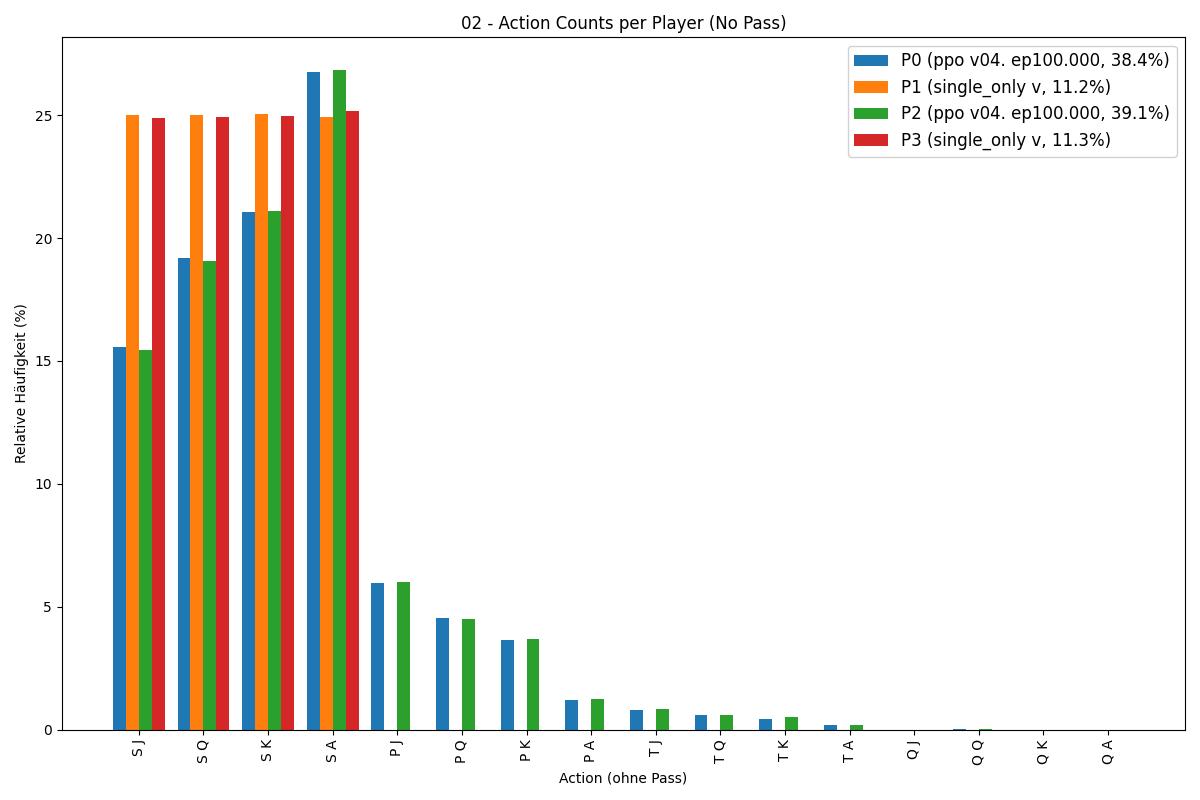 02 - Action Counts per Player (No Pass)
P0 (ppo v04. ep100.000, 38.4%)
P1 (single_only v, 11.2%)
P2 (ppo v04. ep100.000, 39.1%)
P3 (single_only v, 11.3%)
Relative Häufigkeit (%)
25
20
15
10
5
0
S J
S Q
S K
S A
P J
P Q
P K
P A
T J
T Q
T K
T A
Q J
Q Q
Q K
Q A
Action (ohne Pass)